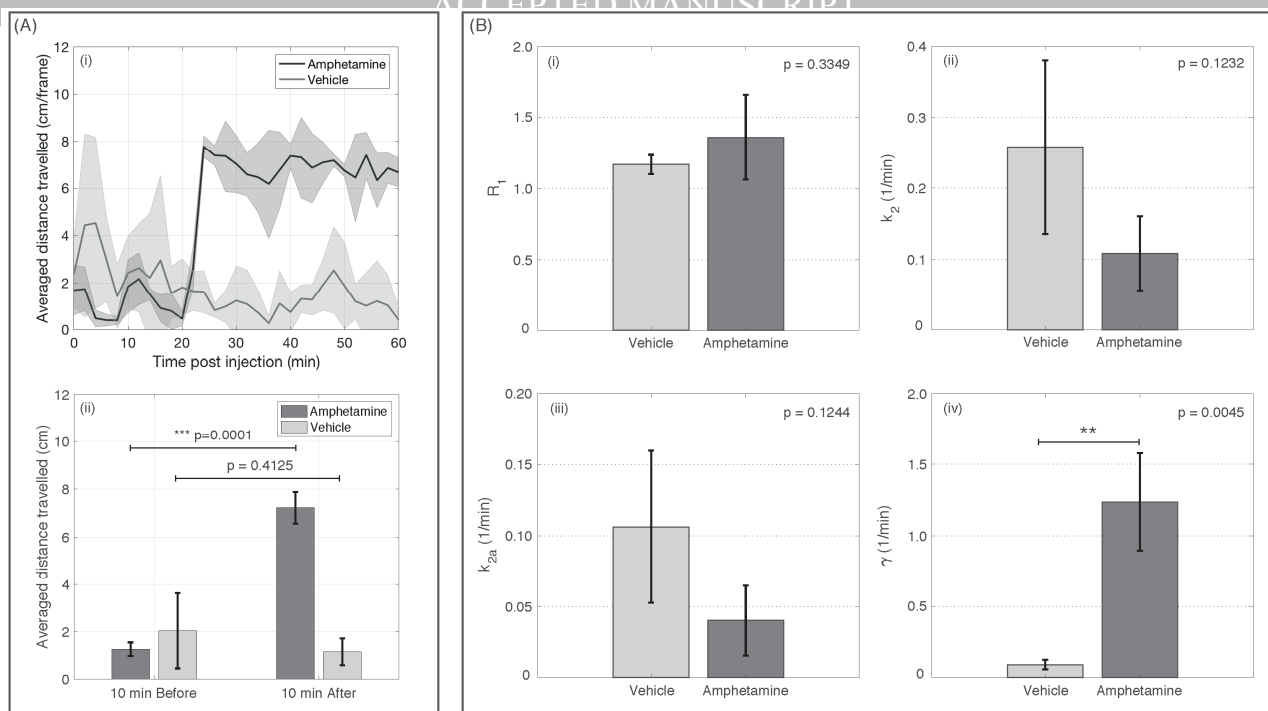 ACCEPTED MANUSCRIPT
(A)
(i)
Amphetamine
Vehicle
Averaged distance travelled (cm/frame)
12
10
8
6
4
2
0
0 10 20 30 40 50 60
Time post injection (min)
(ii)
Amphetamine
Vehicle
*** p=0.0001
p = 0.4125
Averaged distance travelled (cm)
12
10
8
6
4
2
0
10 min Before 10 min After
(B)
(i)
p = 0.3349
R1
2.0
1.5
1.0
0.5
0
Vehicle Amphetamine
(ii)
p = 0.1232
k2 (1/min)
0.4
0.3
0.2
0.1
0
Vehicle Amphetamine
(iii)
p = 0.1244
k2a (1/min)
0.20
0.15
0.10
0.05
0
Vehicle Amphetamine
(iv)
p = 0.0045
**
γ (1/min)
2.0
1.5
1.0
0.5
0
Vehicle Amphetamine